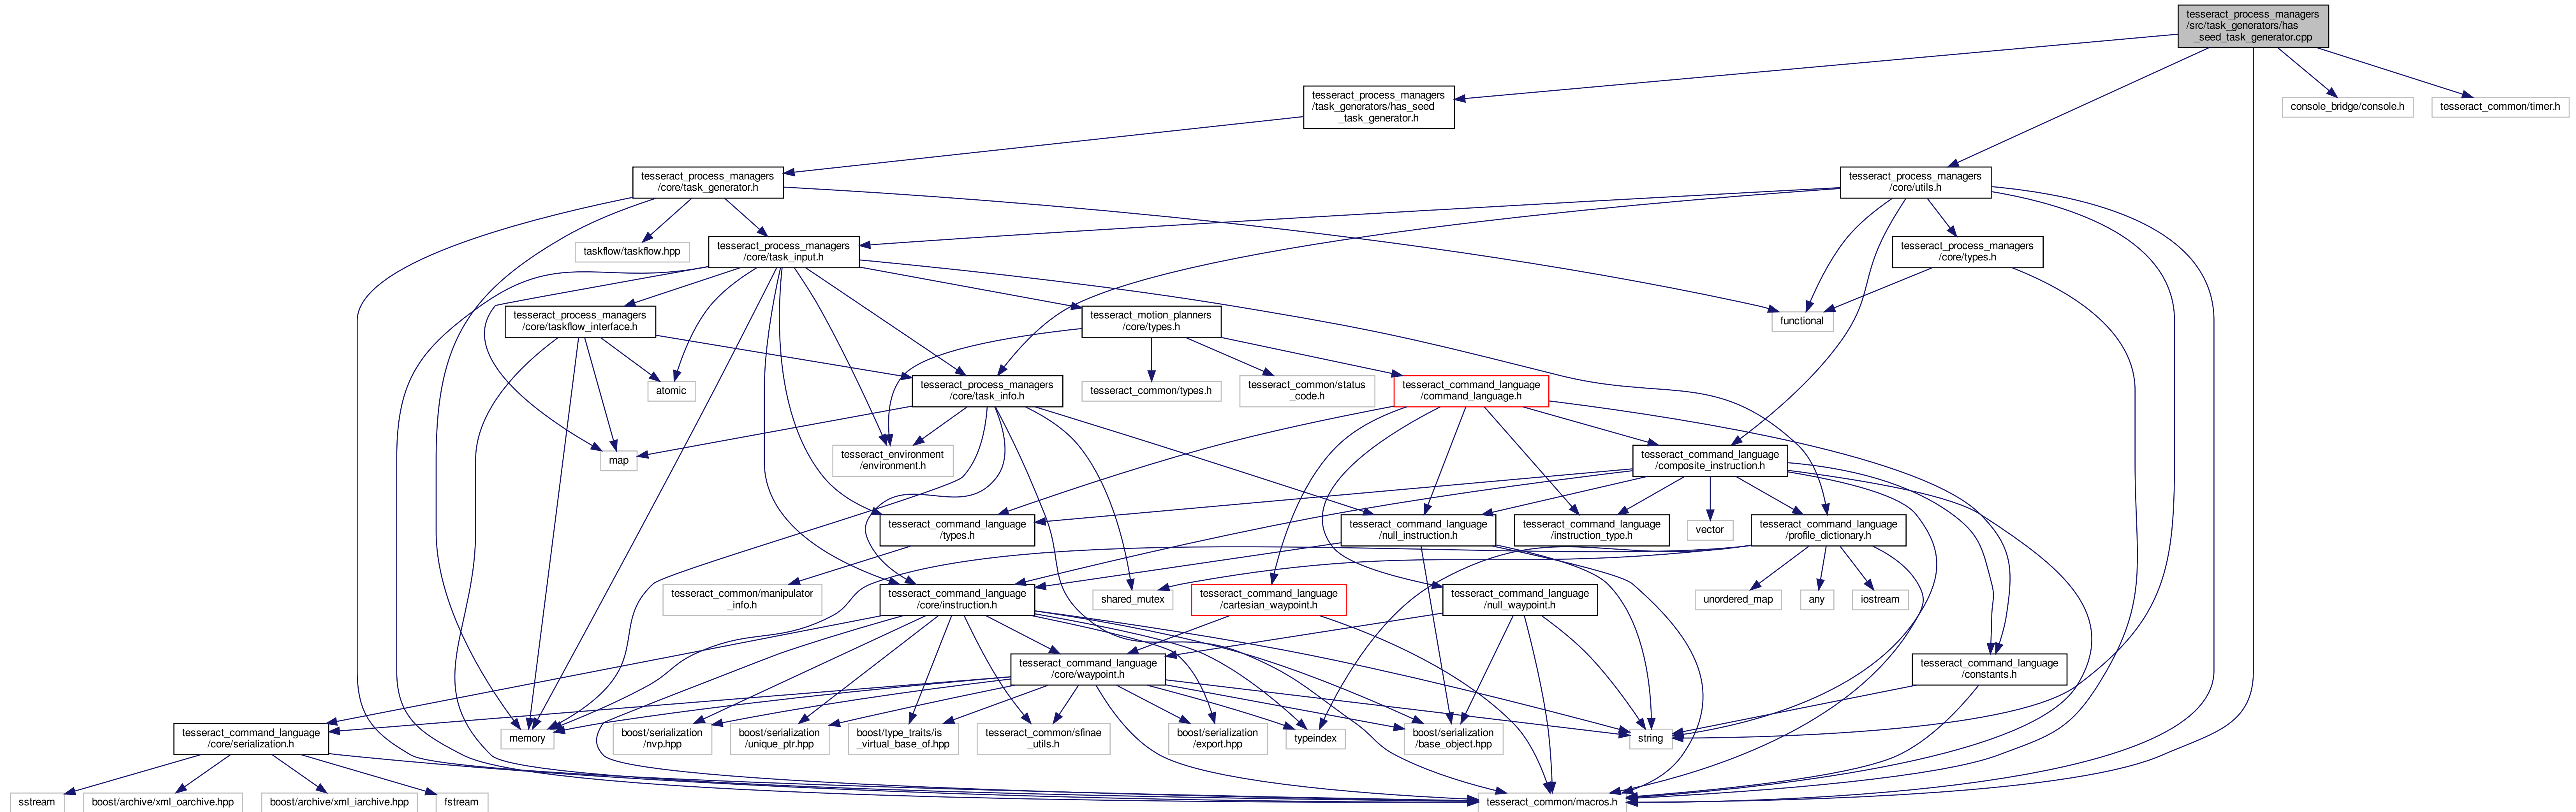 tesseract_process_managers
/src/task_generators/has
_seed_task_generator.cpp
tesseract_process_managers
/task_generators/has_seed
_task_generator.h
console_bridge/console.h
tesseract_common/timer.h
tesseract_process_managers
/core/task_generator.h
tesseract_process_managers
/core/utils.h
taskflow/taskflow.hpp
tesseract_process_managers
/core/task_input.h
tesseract_process_managers
/core/types.h
tesseract_process_managers
/core/taskflow_interface.h
tesseract_motion_planners
/core/types.h
functional
atomic
tesseract_process_managers
/core/task_info.h
tesseract_common/types.h
tesseract_common/status
_code.h
tesseract_command_language
/command_language.h
map
tesseract_environment
/environment.h
tesseract_command_language
/composite_instruction.h
tesseract_command_language
/types.h
tesseract_command_language
/null_instruction.h
tesseract_command_language
/instruction_type.h
vector
tesseract_command_language
/profile_dictionary.h
tesseract_common/manipulator
_info.h
tesseract_command_language
/core/instruction.h
shared_mutex
tesseract_command_language
/cartesian_waypoint.h
tesseract_command_language
/null_waypoint.h
unordered_map
any
iostream
tesseract_command_language
/core/waypoint.h
tesseract_command_language
/constants.h
tesseract_command_language
/core/serialization.h
memory
boost/serialization
/nvp.hpp
boost/serialization
/unique_ptr.hpp
boost/type_traits/is
_virtual_base_of.hpp
tesseract_common/sfinae
_utils.h
boost/serialization
/export.hpp
typeindex
boost/serialization
/base_object.hpp
string
sstream
boost/archive/xml_oarchive.hpp
boost/archive/xml_iarchive.hpp
fstream
tesseract_common/macros.h